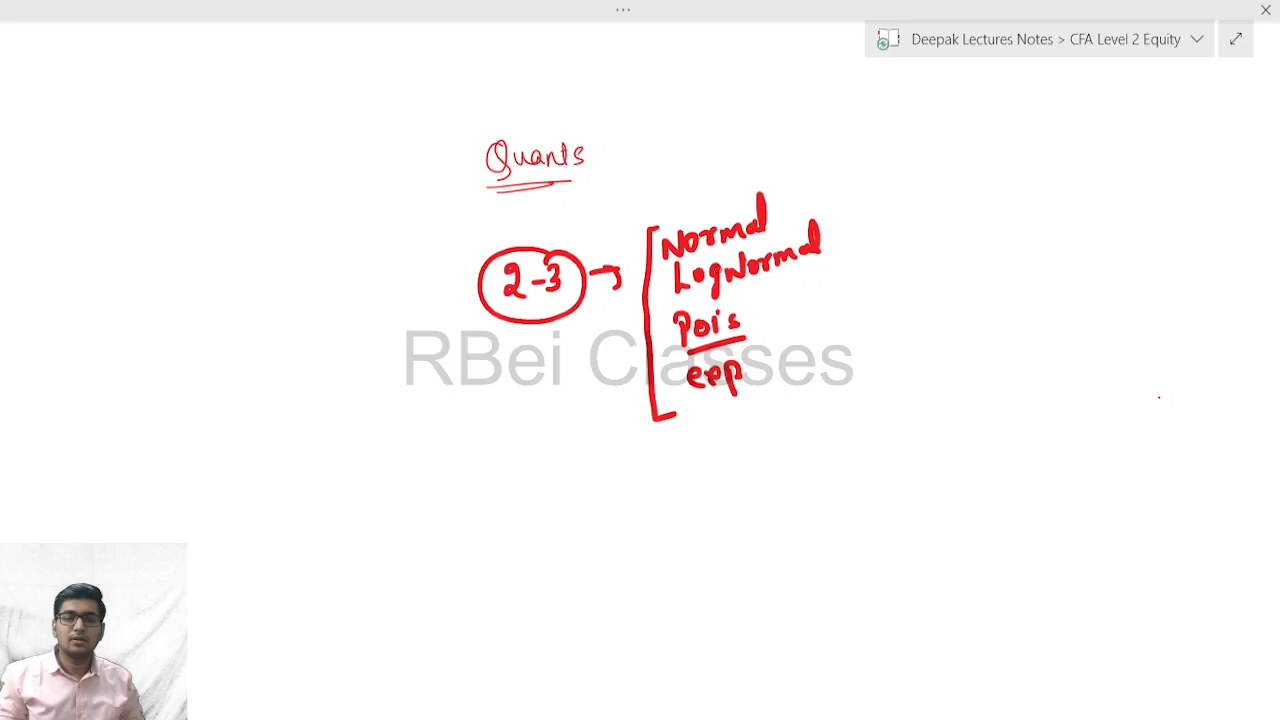 ...
Deepak Lectures Notes > CFA Level 2 Equity
Quants
2-3 → Normal
LogNormal
Pois
exp
RBei Classes